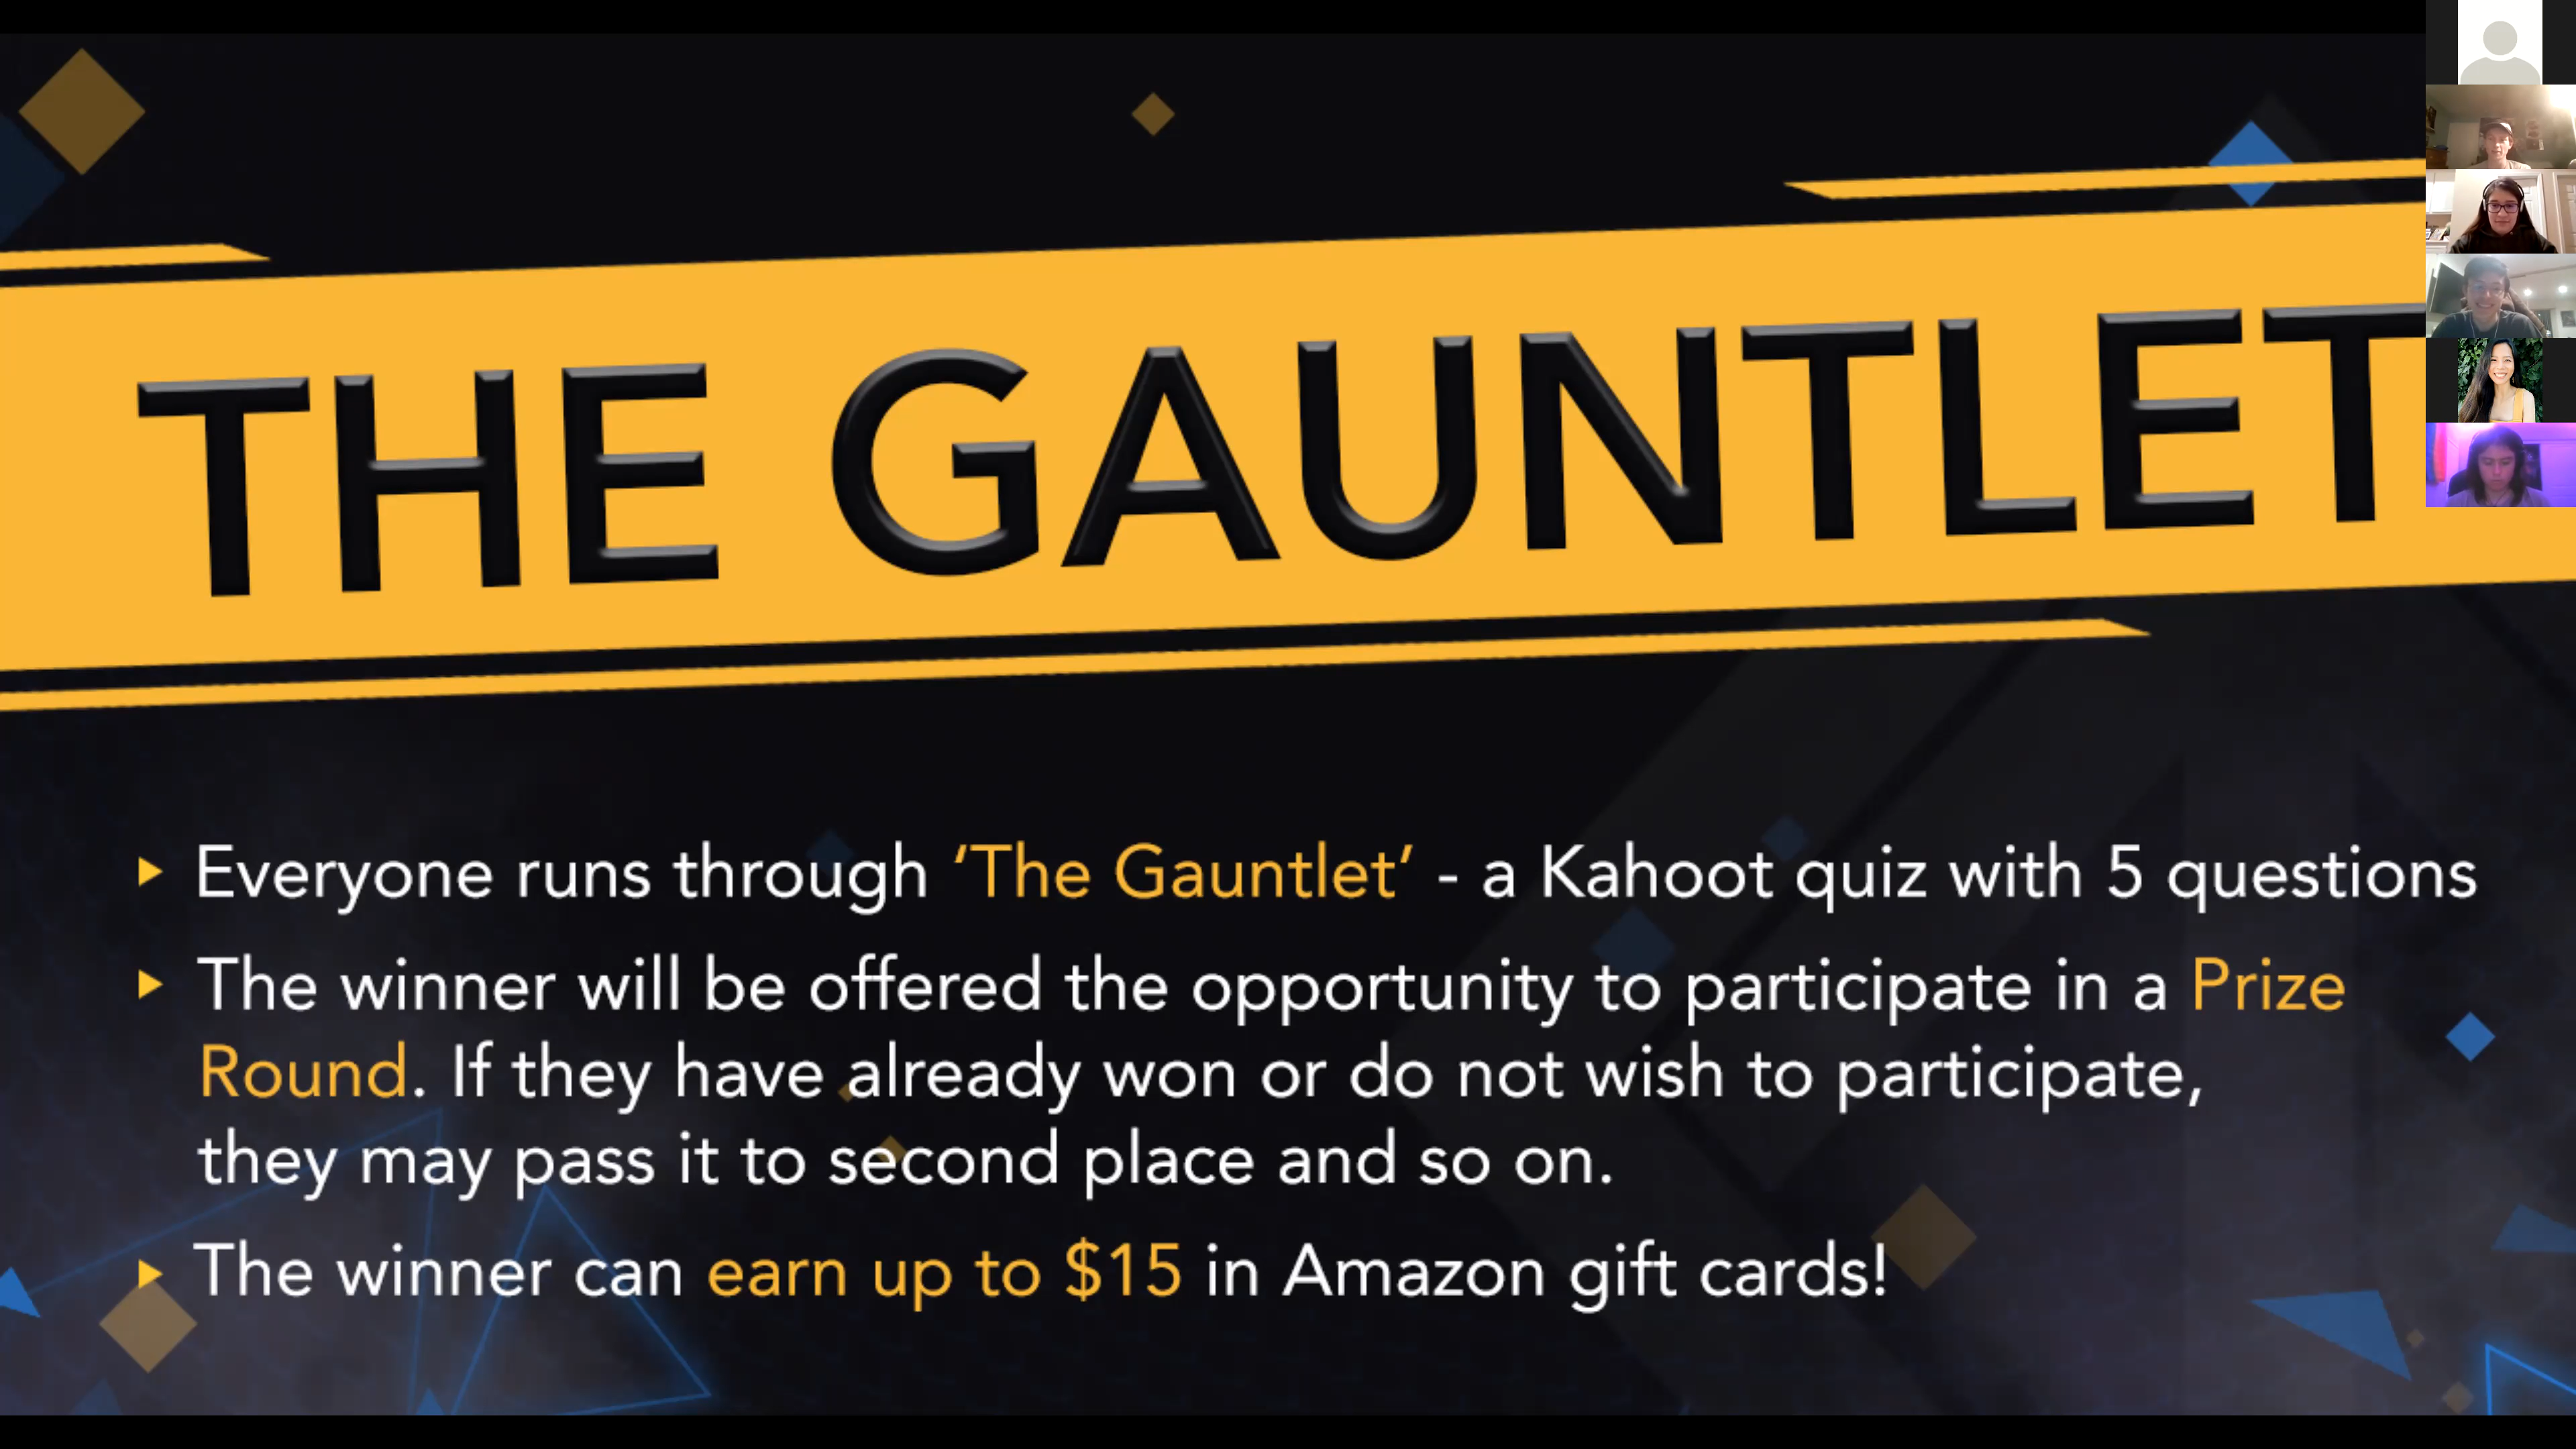 THE GAUNTLET
Everyone runs through ‘The Gauntlet’ - a Kahoot quiz with 5 questions
The winner will be offered the opportunity to participate in a Prize
Round. If they have already won or do not wish to participate,
they may pass it to second place and so on.
The winner can earn up to $15 in Amazon gift cards!